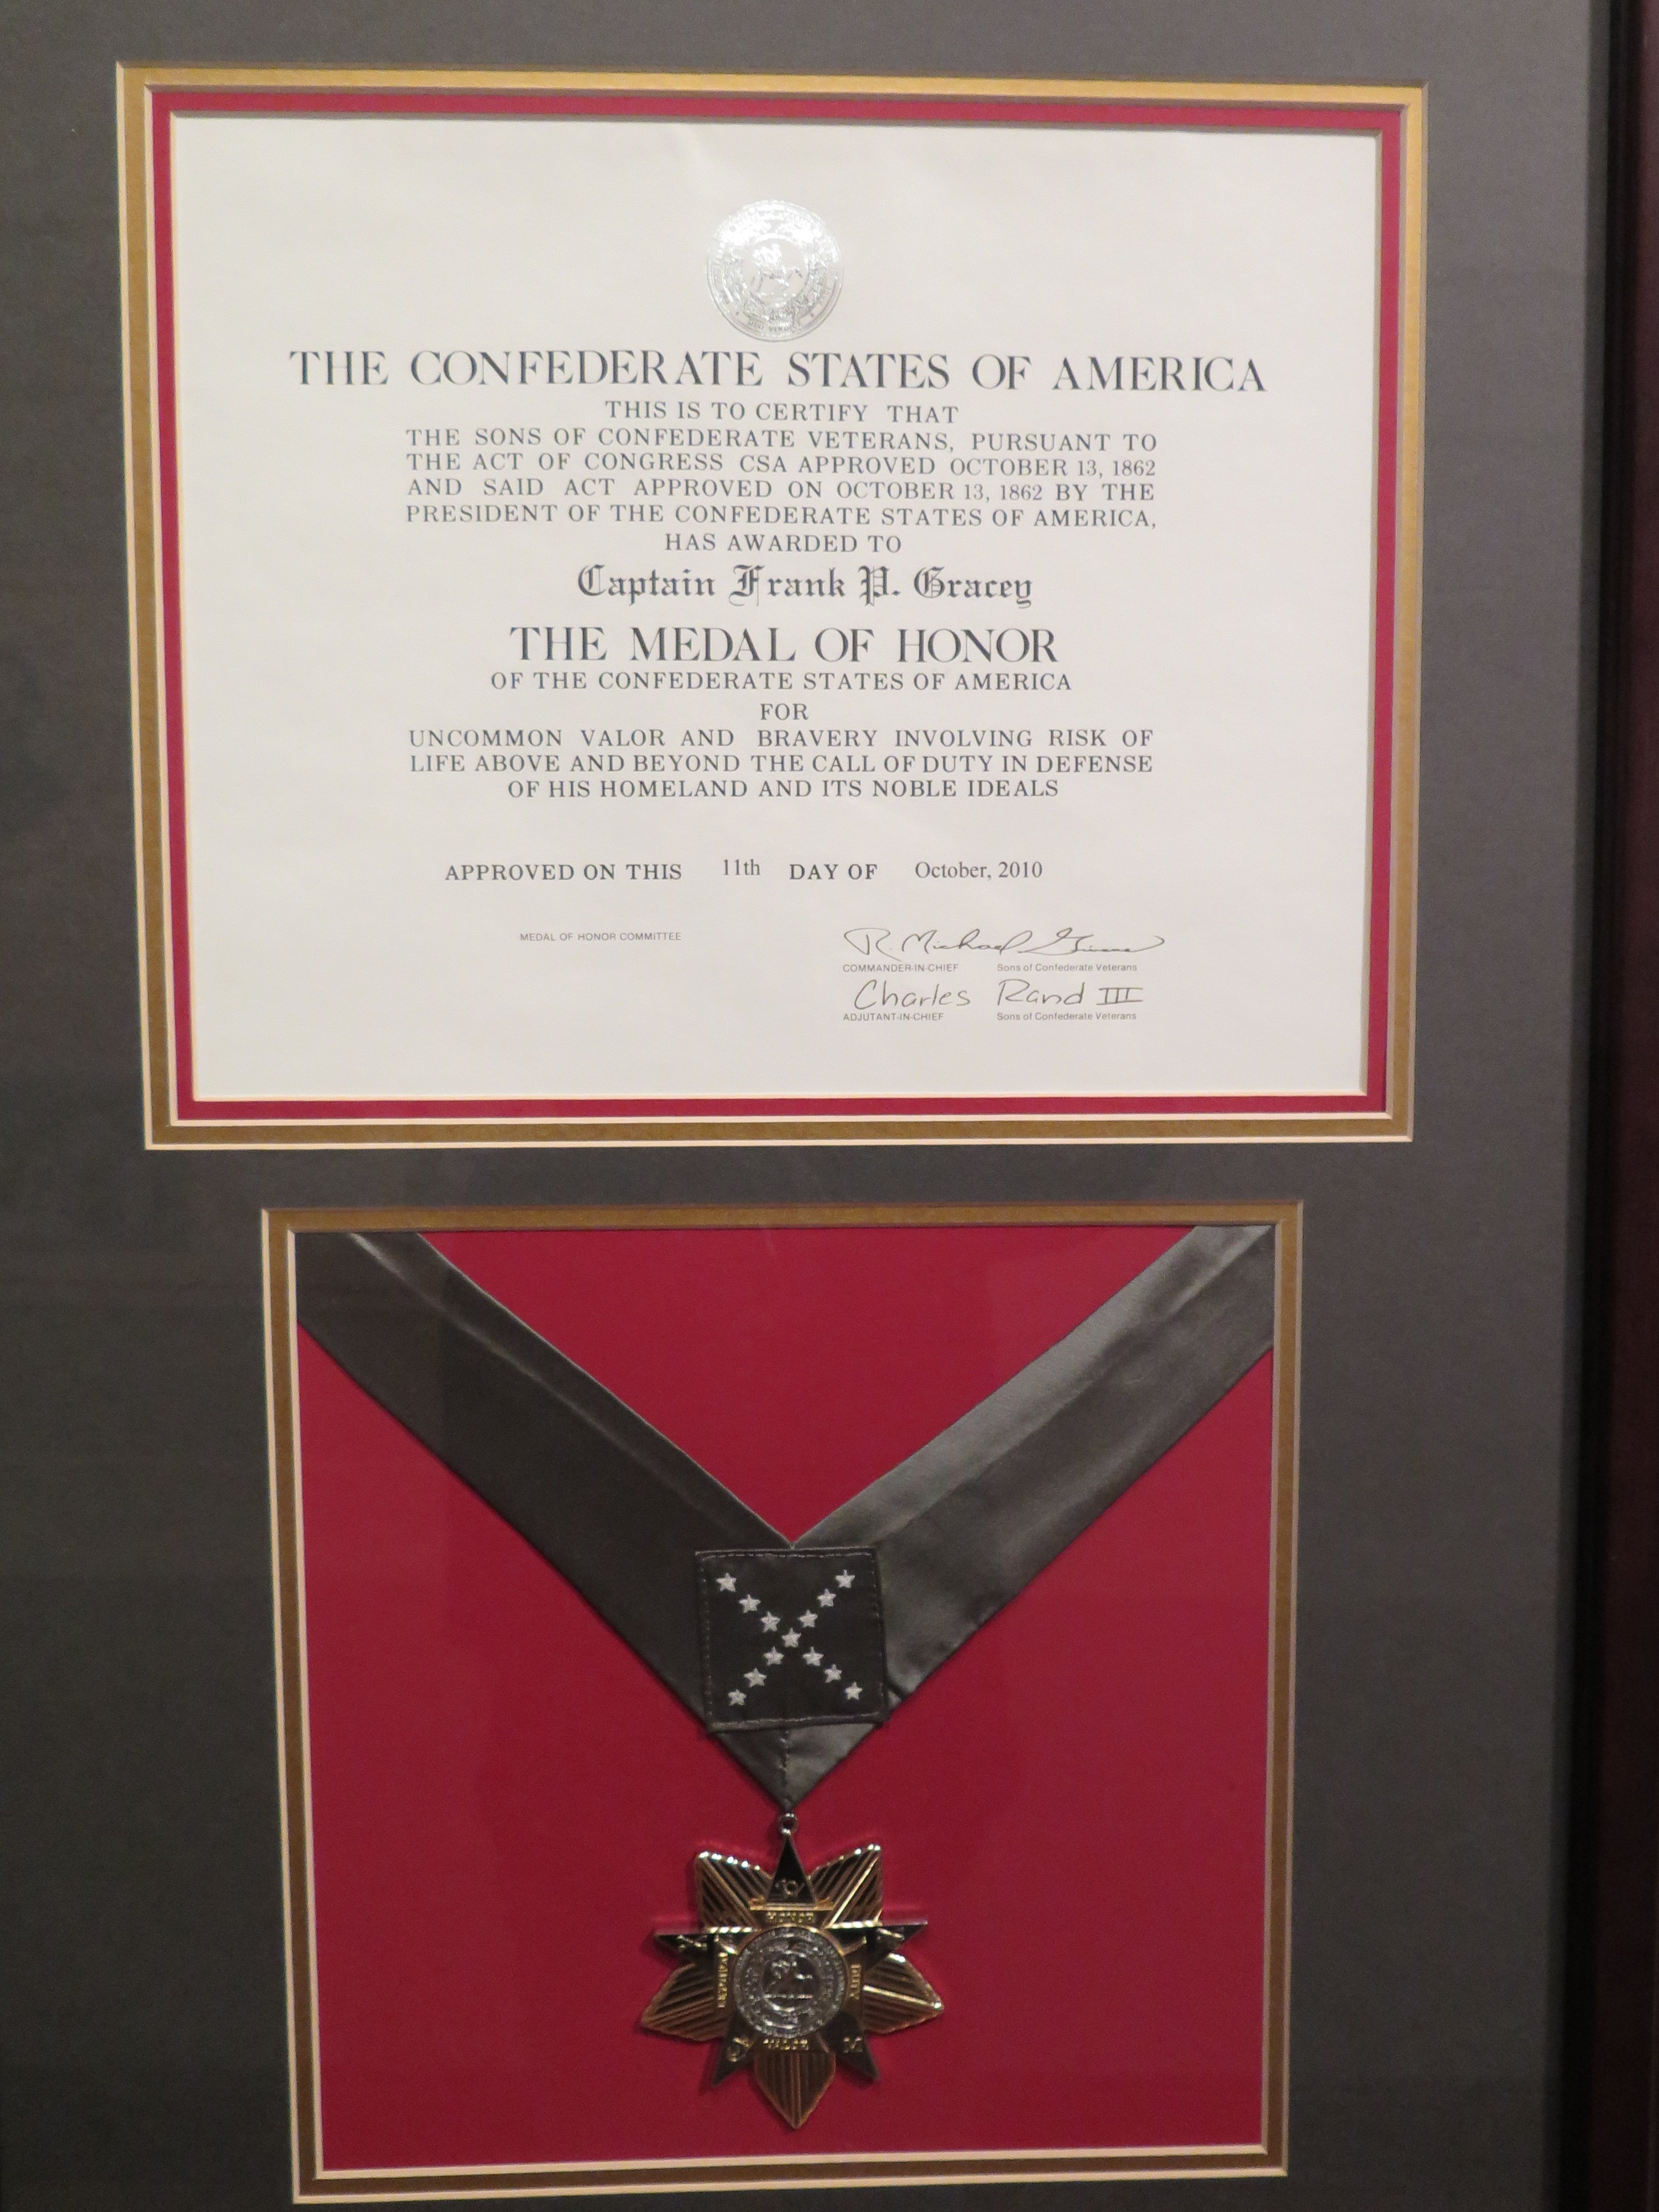 THE CONFEDERATE STATES OF AMERICA
THIS IS TO CERTIFY THAT
THE SONS OF CONFEDERATE VETERANS, PURSUANT TO
THE ACT OF CONGRESS CSA APPROVED OCTOBER 13, 1862
AND SAID ACT APPROVED ON OCTOBER 13, 1862 BY THE
PRESIDENT OF THE CONFEDERATE STATES OF AMERICA,
HAS AWARDED TO
Captain Frank P. Gracey
THE MEDAL OF HONOR
OF THE CONFEDERATE STATES OF AMERICA
FOR
UNCOMMON VALOR AND BRAVERY INVOLVING RISK OF
LIFE ABOVE AND BEYOND THE CALL OF DUTY IN DEFENSE
OF HIS HOMELAND AND ITS NOBLE IDEALS
APPROVED ON THIS 11th DAY OF October, 2010
MEDAL OF HONOR COMMITTEE
R. Michael
COMMANDER-IN-CHIEF Sons of Confederate Veterans
Charles Rand III
ADJUTANT-IN-CHIEF Sons of Confederate Veterans
HONOR
DUTY
VALOR